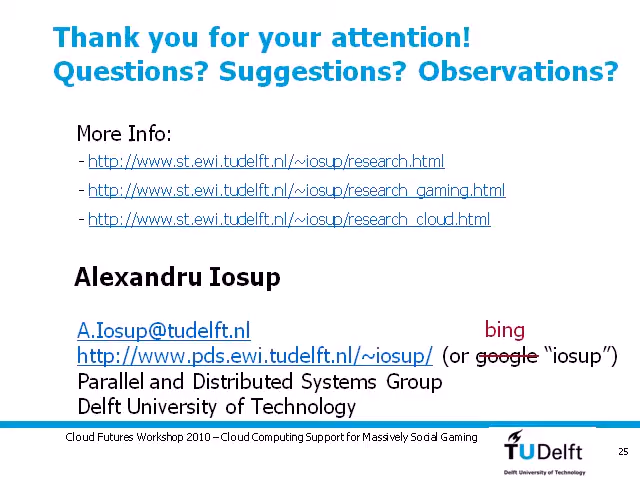 Thank you for your attention!
Questions? Suggestions? Observations?
More Info:
- http://www.st.ewi.tudelft.nl/~iosup/research.html
- http://www.st.ewi.tudelft.nl/~iosup/research_gaming.html
- http://www.st.ewi.tudelft.nl/~iosup/research_cloud.html
Alexandru Iosup
A.Iosup@tudelft.nl
bing
http://www.pds.ewi.tudelft.nl/~iosup/ (or google “iosup”)
Parallel and Distributed Systems Group
Delft University of Technology
Cloud Futures Workshop 2010 – Cloud Computing Support for Massively Social Gaming
TUDelft
Delft University of Technology
25